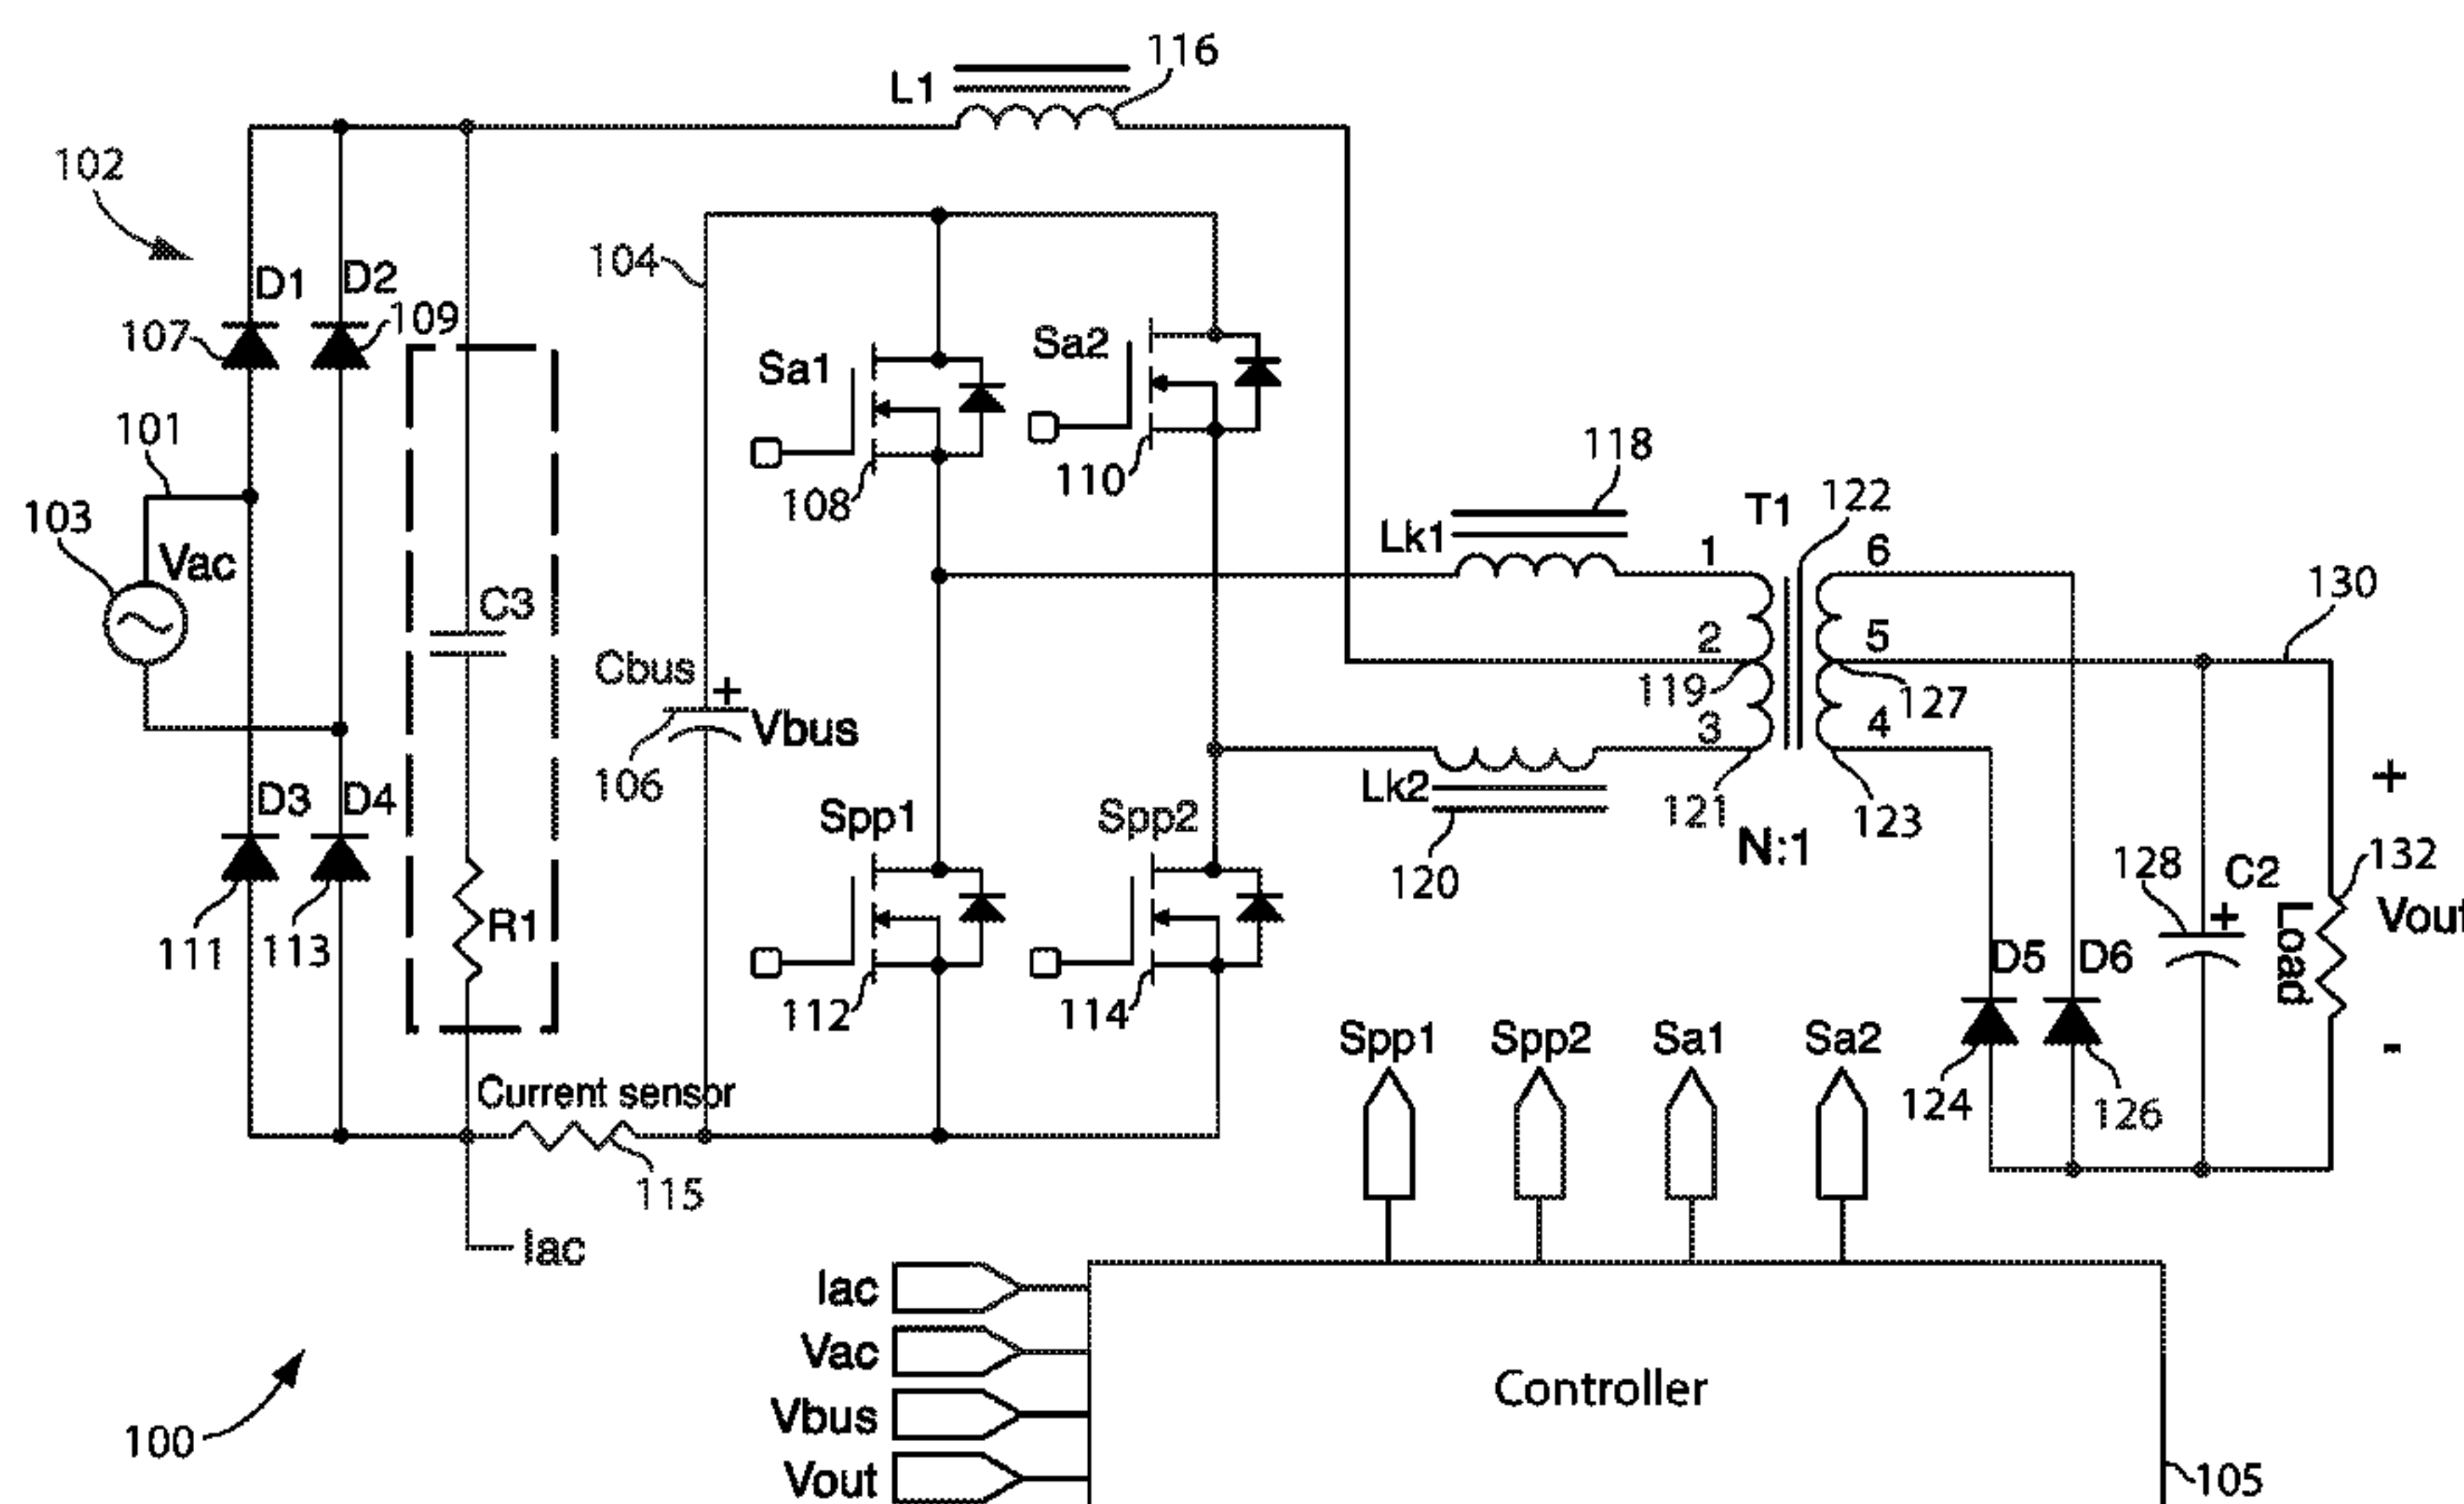 116
L1
102
104
D1
D2
107
109
Sa1
Sa2
101
118
103
108
110
T1
122
Lk1
1
6
Vac
130
C3
2
5
Cbus
+
119
127
Vbus
3
4
106
Lk2
121
123
+
D3
D4
Spp1
Spp2
N:1
120
132
128
C2
R1
+
Vout
111
113
Load
D5
D6
112
114
Spp1
Spp2
Sa1
Sa2
-
Current sensor
124
126
115
Iac
Iac
Vac
Controller
Vbus
100
Vout
105